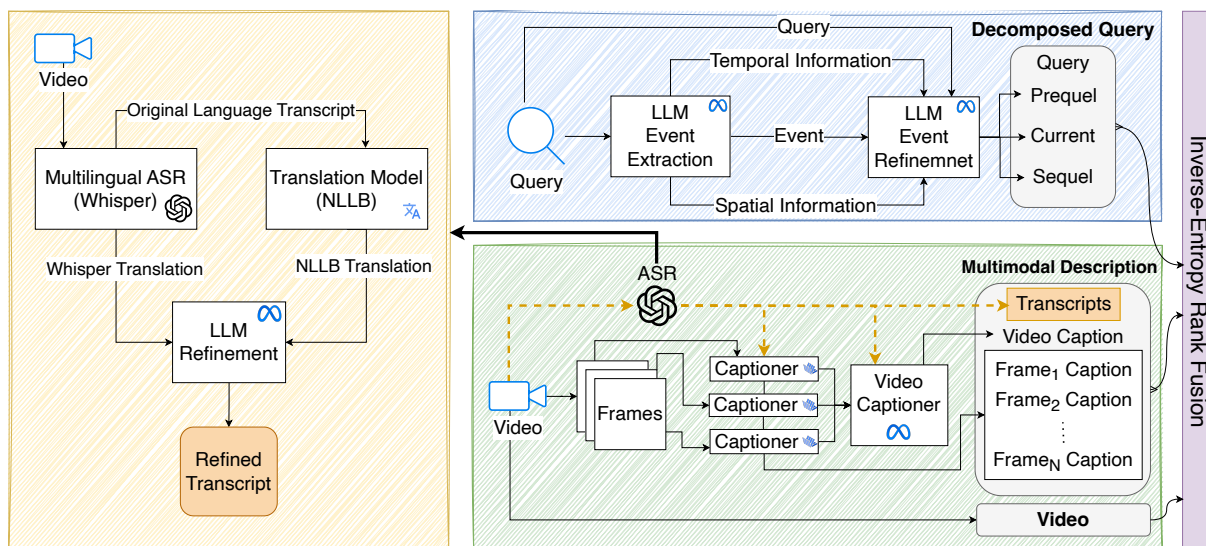 Video
Original Language Transcript
Multilingual ASR
(Whisper)
Translation Model
(NLLB)
Whisper Translation
NLLB Translation
LLM
Refinement
Refined
Transcript
Decomposed Query
Query
Temporal Information
LLM
Event
Extraction
Event
LLM
Event
Refinemnet
Query
Spatial Information
Query
Prequel
Current
Sequel
Multimodal Description
ASR
Transcripts
Video Caption
Video
Frames
Captioner
Captioner
Captioner
Video
Captioner
Frame1 Caption
Frame2 Caption
FrameN Caption
Video
Inverse-Entropy Rank Fusion